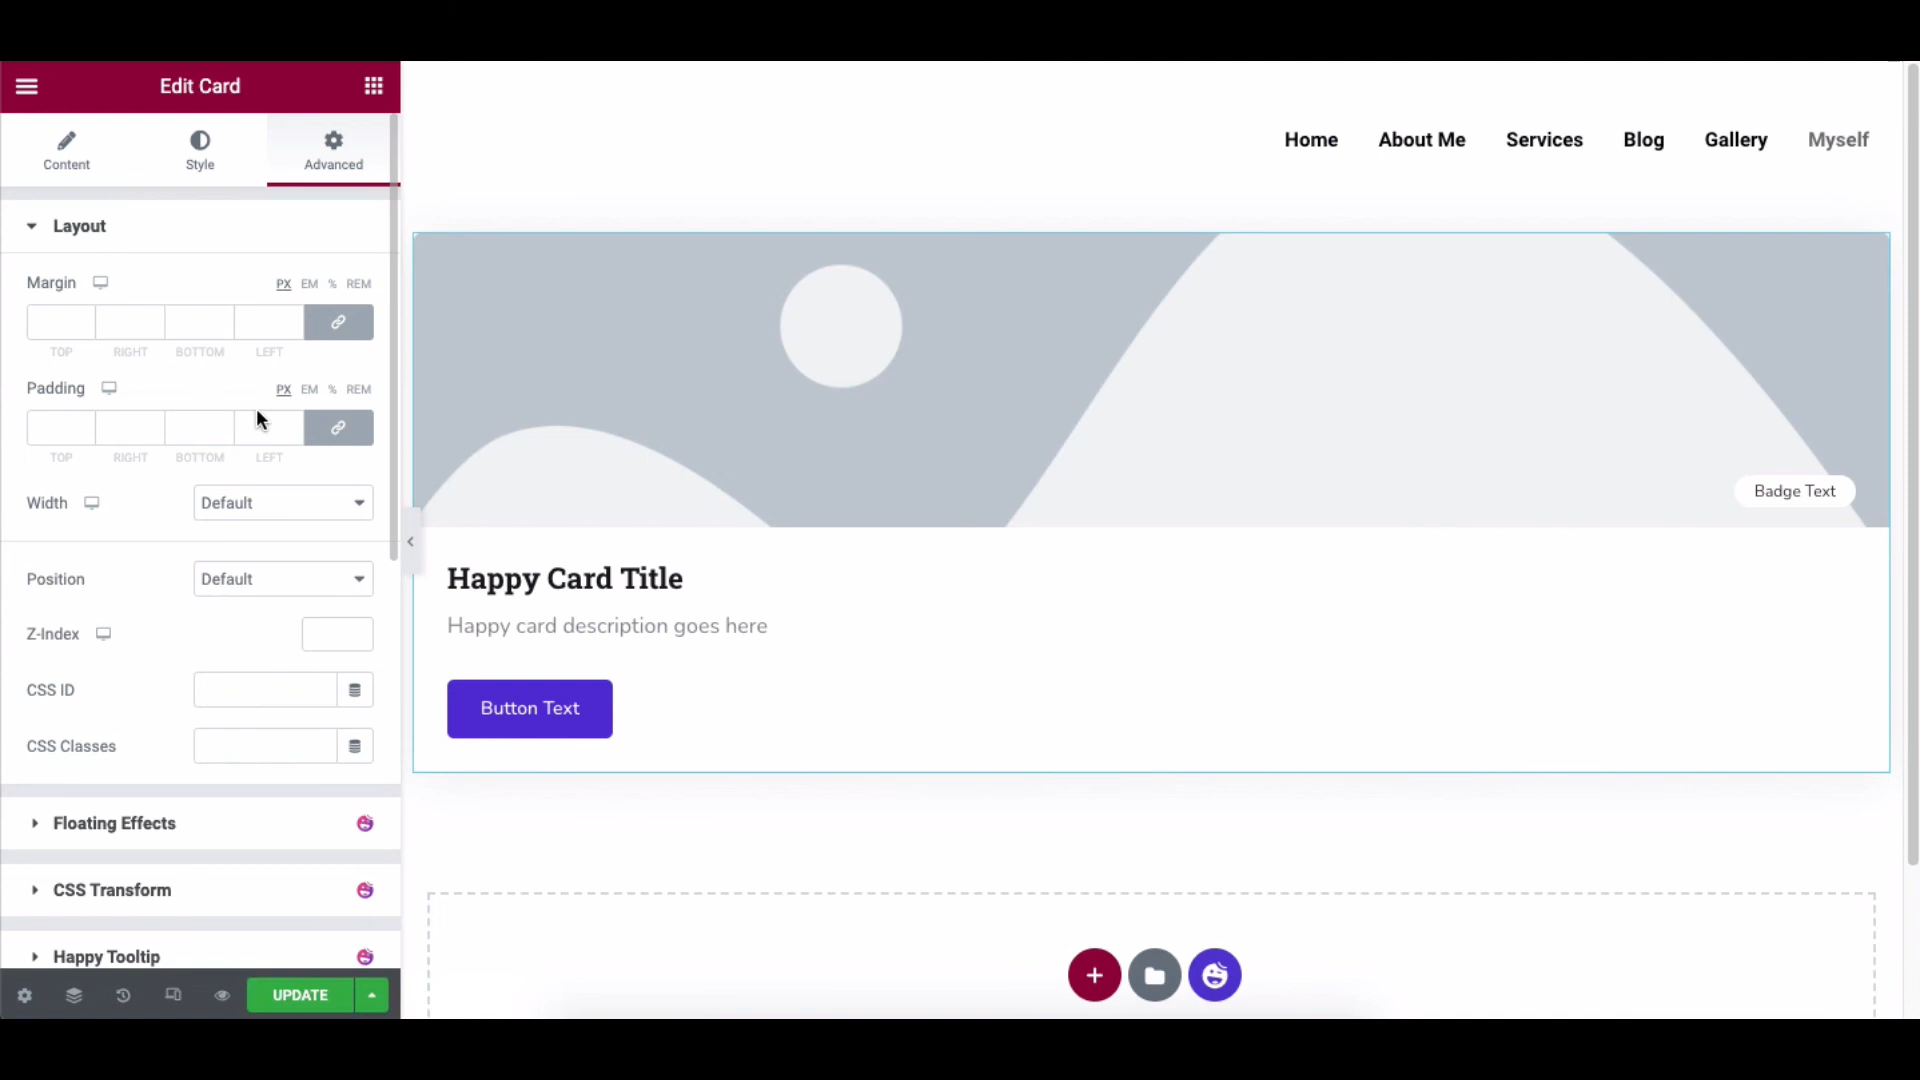 Edit Card
Content Style Advanced
Layout
Margin PX EM % REM
TOP RIGHT BOTTOM LEFT
Padding PX EM % REM
TOP RIGHT BOTTOM LEFT
Width Default
Position Default
Z-Index
CSS ID
CSS Classes
Floating Effects
CSS Transform
Happy Tooltip
UPDATE
Home About Me Services Blog Gallery Myself
Badge Text
Happy Card Title
Happy card description goes here
Button Text